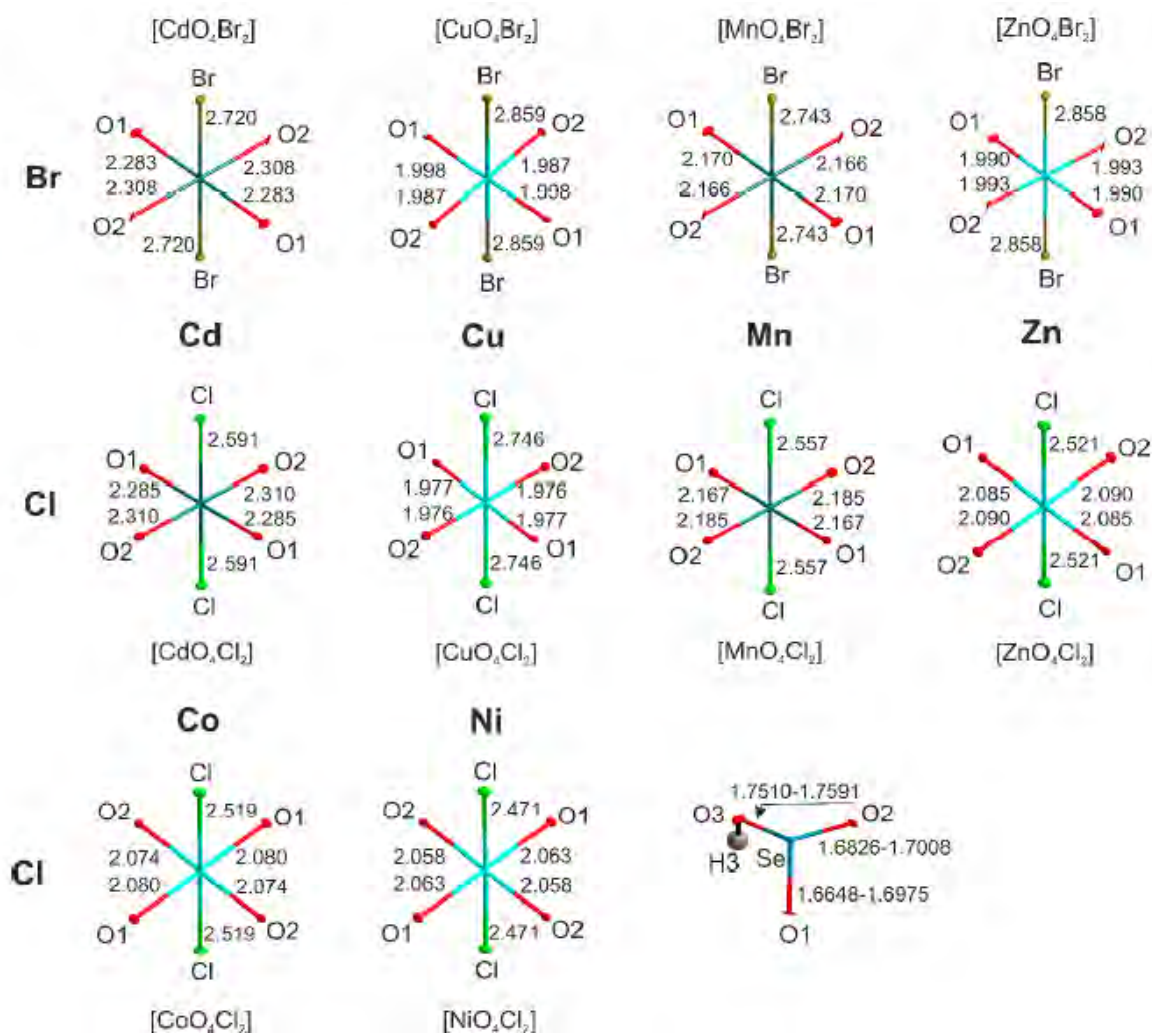 [CdO₄Br₂] [CuO₄Br₂] [MnO₄Br₂] [ZnO₄Br₂]
Br Br Br Br
2.720 2.859 2.743 2.858
O1 O2 O1 O2 O1 O2 O1 O2
Br
2.283 2.308 1.998 1.987 2.170 2.166 1.990 1.993
2.308 2.283 1.987 1.998 2.166 2.170 1.993 1.990
O2 O1 O2 O1 O2 O1 O2 O1
2.720 2.859 2.743 2.858
Br Br Br Br
Cd Cu Mn Zn
Cl Cl Cl Cl
2.591 2.746 2.557 2.521
O1 O2 O1 O2 O1 O2 O1 O2
Cl
2.285 2.310 1.977 1.976 2.167 2.185 2.085 2.090
2.310 2.285 1.976 1.977 2.185 2.167 2.090 2.085
O2 O1 O2 O1 O2 O1 O2 O1
2.591 2.746 2.557 2.521
Cl Cl Cl Cl
[CdO₄Cl₂] [CuO₄Cl₂] [MnO₄Cl₂] [ZnO₄Cl₂]
Co Ni
Cl Cl
2.519 2.471 1.7510-1.7591
O2 O1 O2 O1 O3 O2
2.074 2.080 2.058 2.063 H3 Se 1.6826-1.7008
Cl
2.080 2.074 2.063 2.058 1.6648-1.6975
O1 O2 O1 O2 O1
2.519 2.471
Cl Cl
[CoO₄Cl₂] [NiO₄Cl₂]